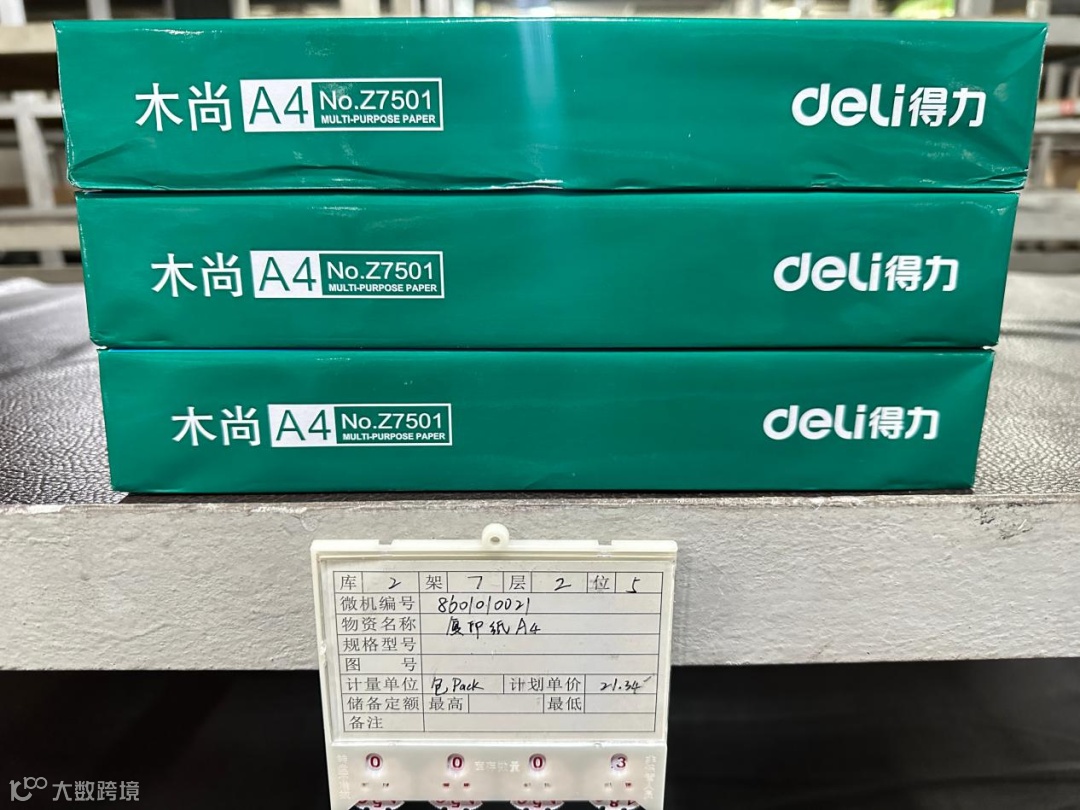 木尚 A4 No.Z7501 MULTI-PURPOSE PAPER deli得力
木尚 A4 No.Z7501 MULTI-PURPOSE PAPER deli得力
木尚 A4 No.Z7501 MULTI-PURPOSE PAPER deli得力
库 2 架 7 层 2 位 5
微机编号 8601010021
物资名称 复印纸A4
规格型号
图 号
计量单位 包,Pack 计划单价 21.34
储备定额 最高 最低
备注
0 0 0 3
大数跨境